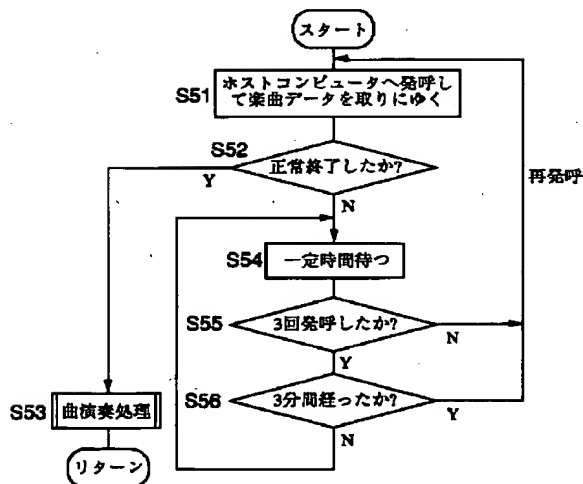 スタート
S51
ホストコンピュータへ発呼し
て楽曲データを取りにゆく
S52
正常終了したか?
Y
N
再発呼
S54
一定時間待つ
S55
3回発呼したか?
N
Y
S56
3分間経ったか?
Y
N
S53
曲演奏処理
リターン